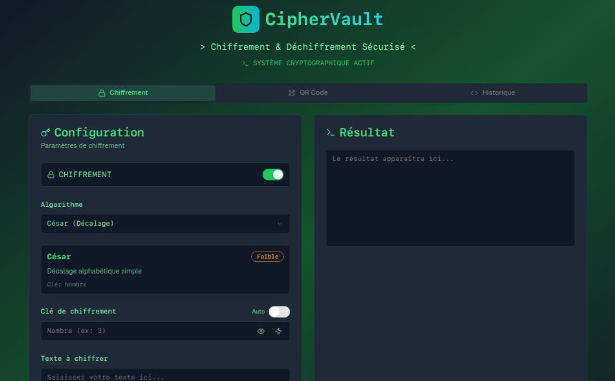 CipherVault
> Chiffrement & Déchiffrement Sécurisé <
>_ SYSTÈME CRYPTOGRAPHIQUE ACTIF
Chiffrement
QR Code
<> Historique
Configuration
Paramètres de chiffrement
CHIFFREMENT
Algorithme
César (Décalage)
César
Faible
Décalage alphabétique simple
Clé: Nombre
Clé de chiffrement
Auto
Nombre (ex: 3)
Texte à chiffrer
Saisissez votre texte ici...
>_ Résultat
Le résultat apparaîtra ici...